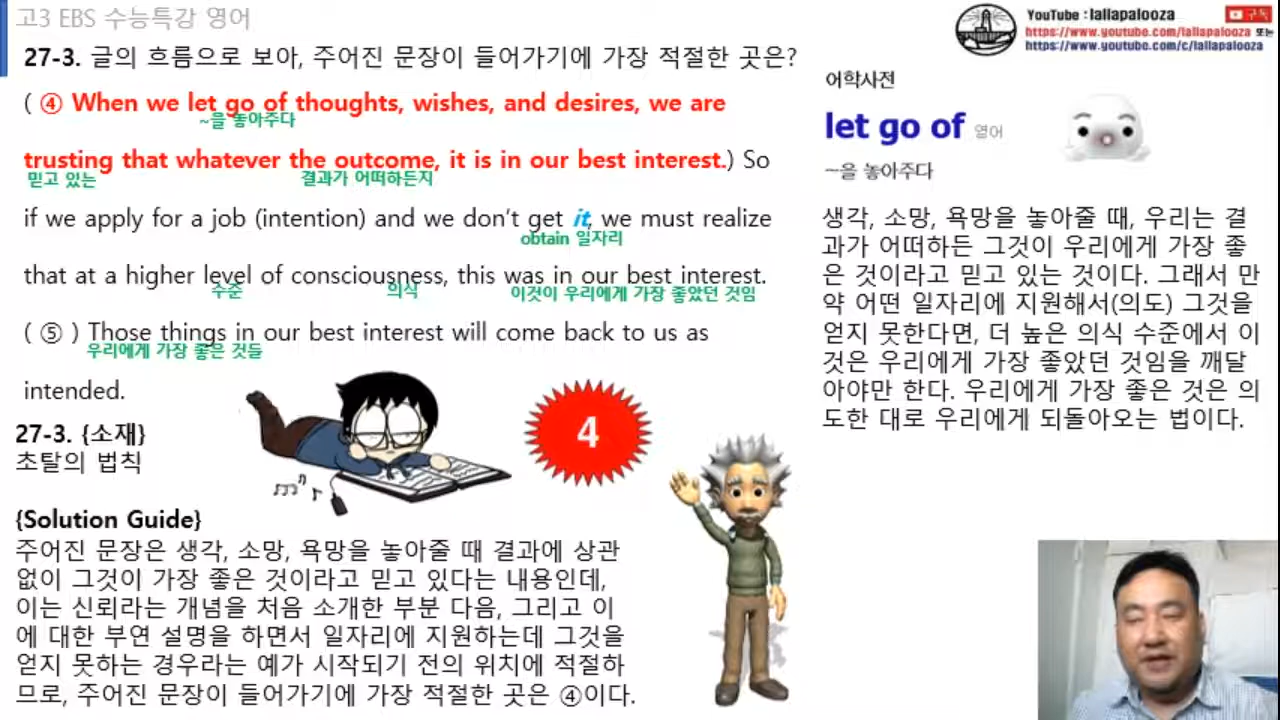 고3 EBS 수능특강 영어
27-3. 글의 흐름으로 보아, 주어진 문장이 들어가기에 가장 적절한 곳은?
( ④ When we let go of thoughts, wishes, and desires, we are
~을 놓아주다
trusting that whatever the outcome, it is in our best interest.) So
믿고 있는 결과가 어떠하든지
if we apply for a job (intention) and we don't get it, we must realize
obtain 일자리
that at a higher level of consciousness, this was in our best interest.
수준 의식 이것이 우리에게 가장 좋았던 것임
( ⑤ ) Those things in our best interest will come back to us as
우리에게 가장 좋은 것들
intended.
27-3. {소재}
초탈의 법칙
4
{Solution Guide}
주어진 문장은 생각, 소망, 욕망을 놓아줄 때 결과에 상관
없이 그것이 가장 좋은 것이라고 믿고 있다는 내용인데,
이는 신뢰라는 개념을 처음 소개한 부분 다음, 그리고 이
에 대한 부연 설명을 하면서 일자리에 지원하는데 그것을
얻지 못하는 경우라는 예가 시작되기 전의 위치에 적절하
므로, 주어진 문장이 들어가기에 가장 적절한 곳은 ④이다.
YouTube : lallapalooza 구독
https://www.youtube.com/lallapalooza 또는
https://www.youtube.com/c/lallapalooza
어학사전
let go of 영어
~을 놓아주다
생각, 소망, 욕망을 놓아줄 때, 우리는 결
과가 어떠하든 그것이 우리에게 가장 좋
은 것이라고 믿고 있는 것이다. 그래서 만
약 어떤 일자리에 지원해서(의도) 그것을
얻지 못한다면, 더 높은 의식 수준에서 이
것은 우리에게 가장 좋았던 것임을 깨달
아야만 한다. 우리에게 가장 좋은 것은 의
도한 대로 우리에게 되돌아오는 법이다.